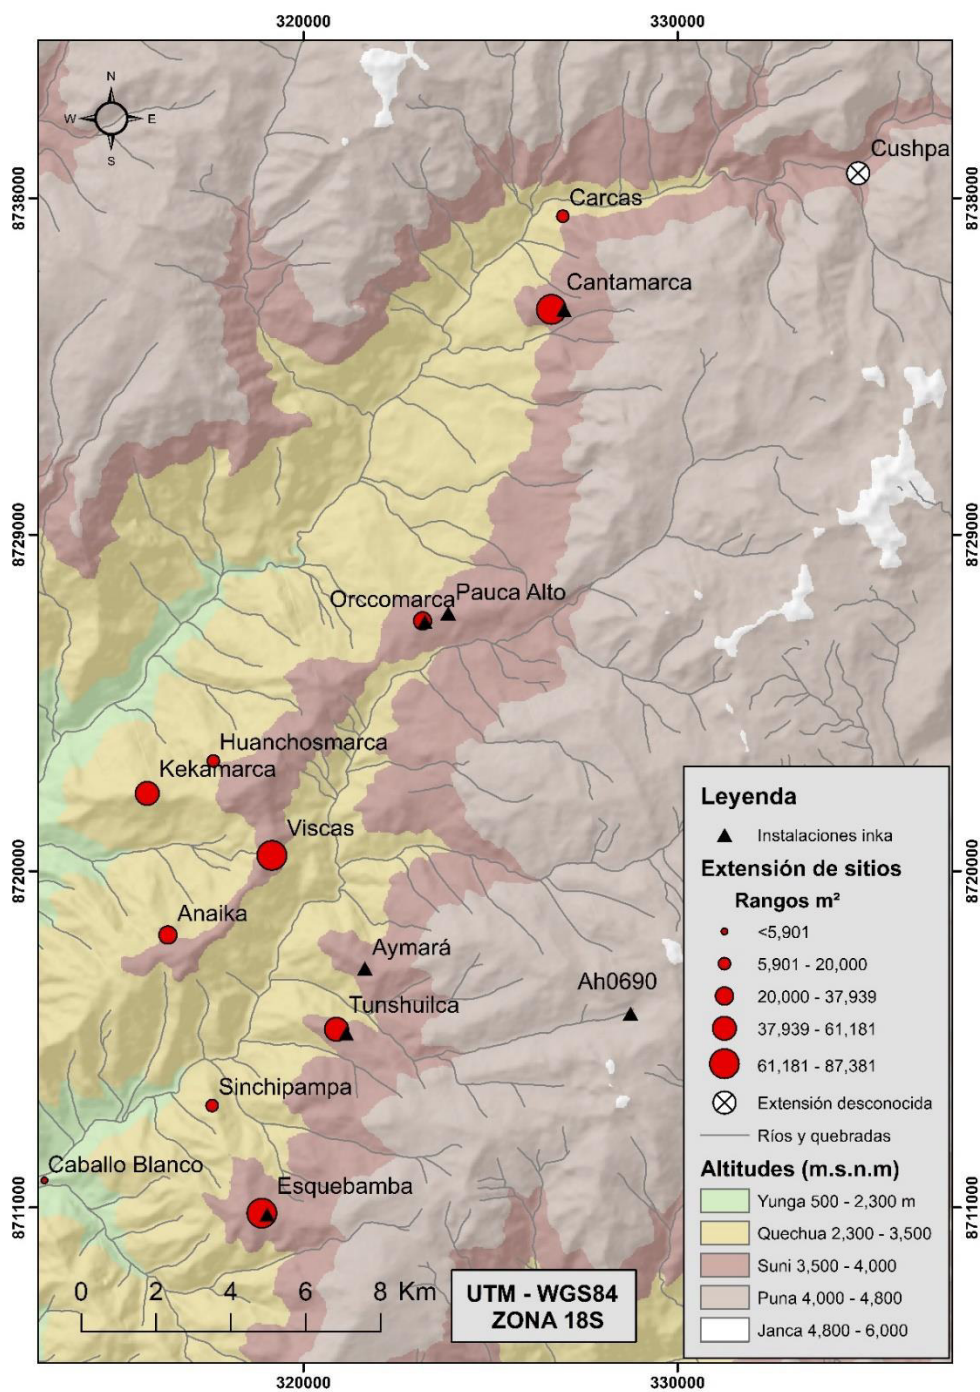 320000
330000
N
W
E
S
Cushpa
8738000
8738000
Carcas
Cantamarca
8729000
8729000
Orccomarca
Pauca Alto
Huanchosmarca
Kekamarca
Viscas
8720000
8720000
Anaika
Aymará
Ah0690
Tunshuilca
Sinchipampa
Caballo Blanco
Esquebamba
8711000
8711000
0 2 4 6 8 Km
UTM - WGS84
ZONA 18S
Leyenda
Instalaciones inka
Extensión de sitios
Rangos m²
<5,901
5,901 - 20,000
20,000 - 37,939
37,939 - 61,181
61,181 - 87,381
Extensión desconocida
Ríos y quebradas
Altitudes (m.s.n.m)
Yunga 500 - 2,300 m
Quechua 2,300 - 3,500
Suni 3,500 - 4,000
Puna 4,000 - 4,800
Janca 4,800 - 6,000
320000
330000